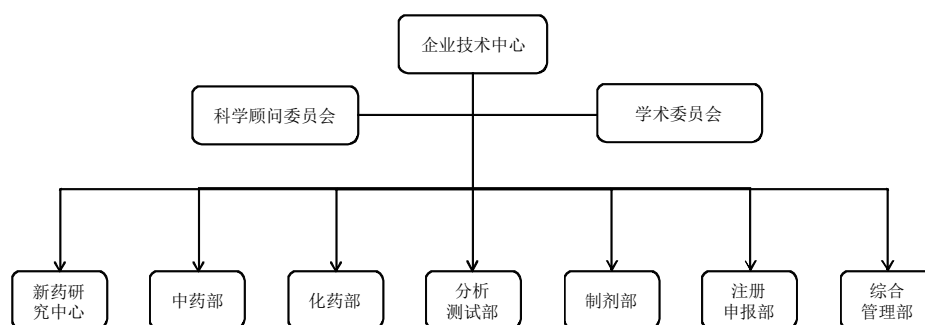 企业技术中心
科学顾问委员会
学术委员会
新药研
究中心
中药部
化药部
分析
测试部
制剂部
注册
申报部
综合
管理部